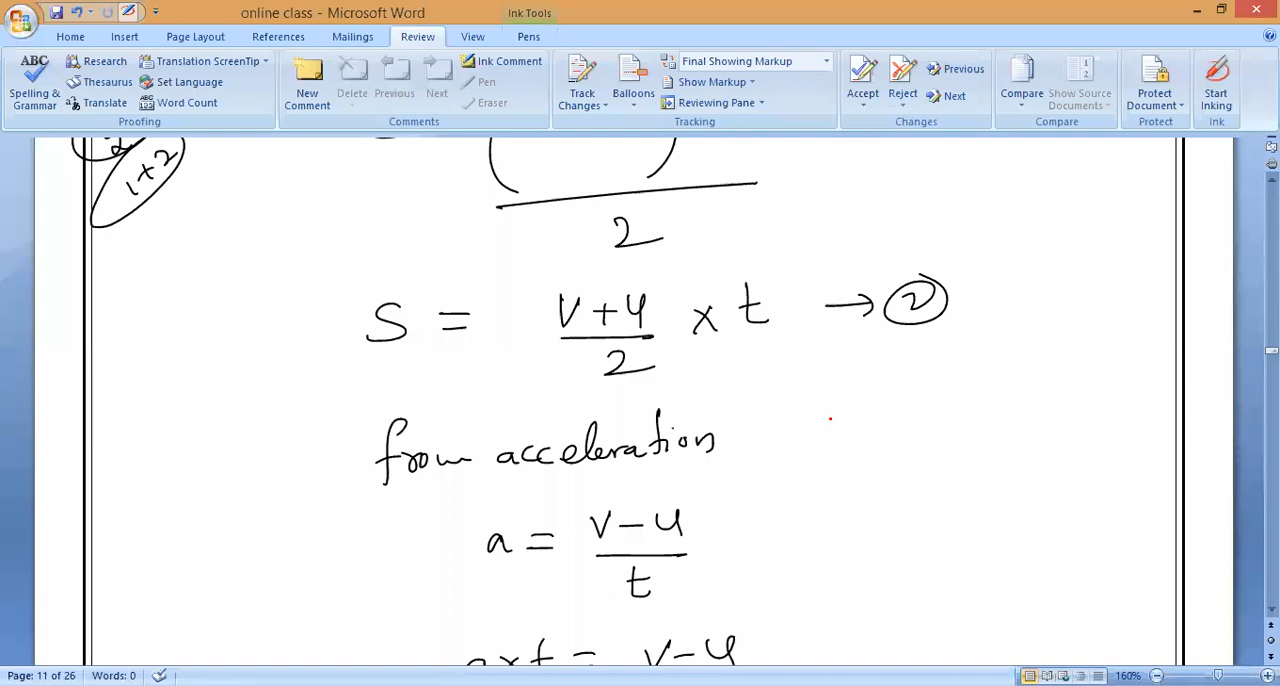 online class - Microsoft Word
Ink Tools
Home Insert Page Layout References Mailings Review View Pens
ABC
Spelling & Grammar
Research
Thesaurus
Translate
Translation ScreenTip
Set Language
Word Count
Proofing
New Comment
Delete
Previous
Next
Ink Comment
Pen
Eraser
Comments
Track Changes
Balloons
Final Showing Markup
Show Markup
Reviewing Pane
Tracking
Accept
Reject
Previous
Next
Changes
Compare
Show Source Documents
Compare
Protect Document
Protect
Start Inking
Ink
1+2
2
S = v+u/2 × t → 2
from acceleration
a = v-u/t
a×t = v-u
Page: 11 of 26 Words: 0 160%